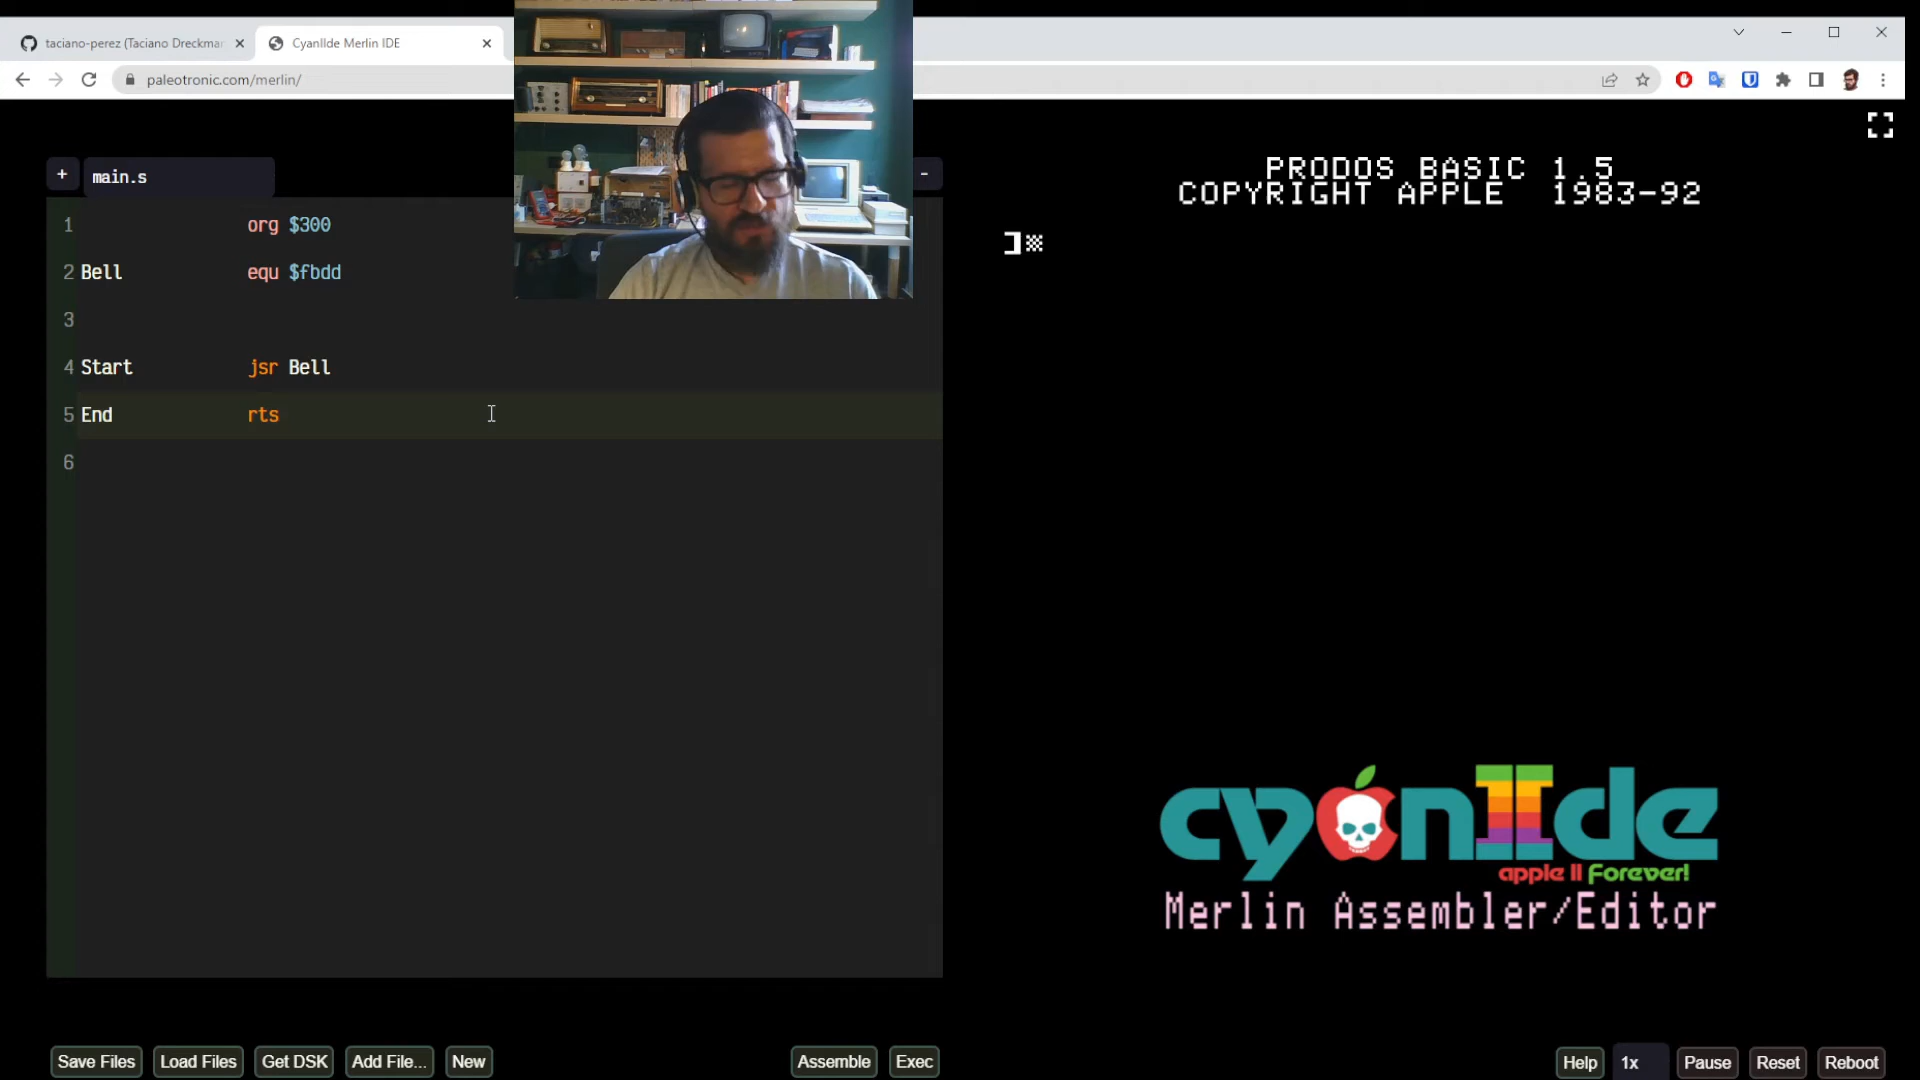 taciano-perez (Taciano Dreckmar
CyanIIde Merlin IDE
paleotronic.com/merlin/
+
main.s
-
1 org $300
2 Bell equ $fbdd
3
4 Start jsr Bell
5 End rts
6
PRODOS BASIC 1.5
COPYRIGHT APPLE 1983-92
]
cyanIIde
apple II Forever!
Merlin Assembler/Editor
Save Files
Load Files
Get DSK
Add File...
New
Assemble
Exec
Help
1x
Pause
Reset
Reboot